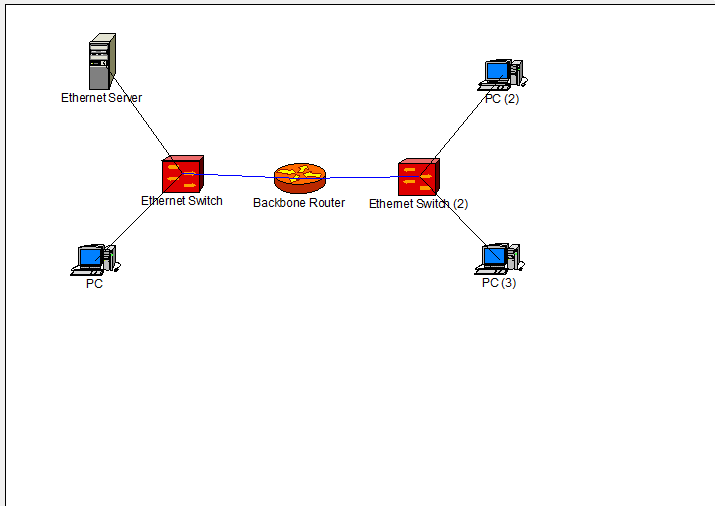 Ethernet Server
PC (2)
Ethernet Switch
Backbone Router
Ethernet Switch (2)
PC
PC (3)